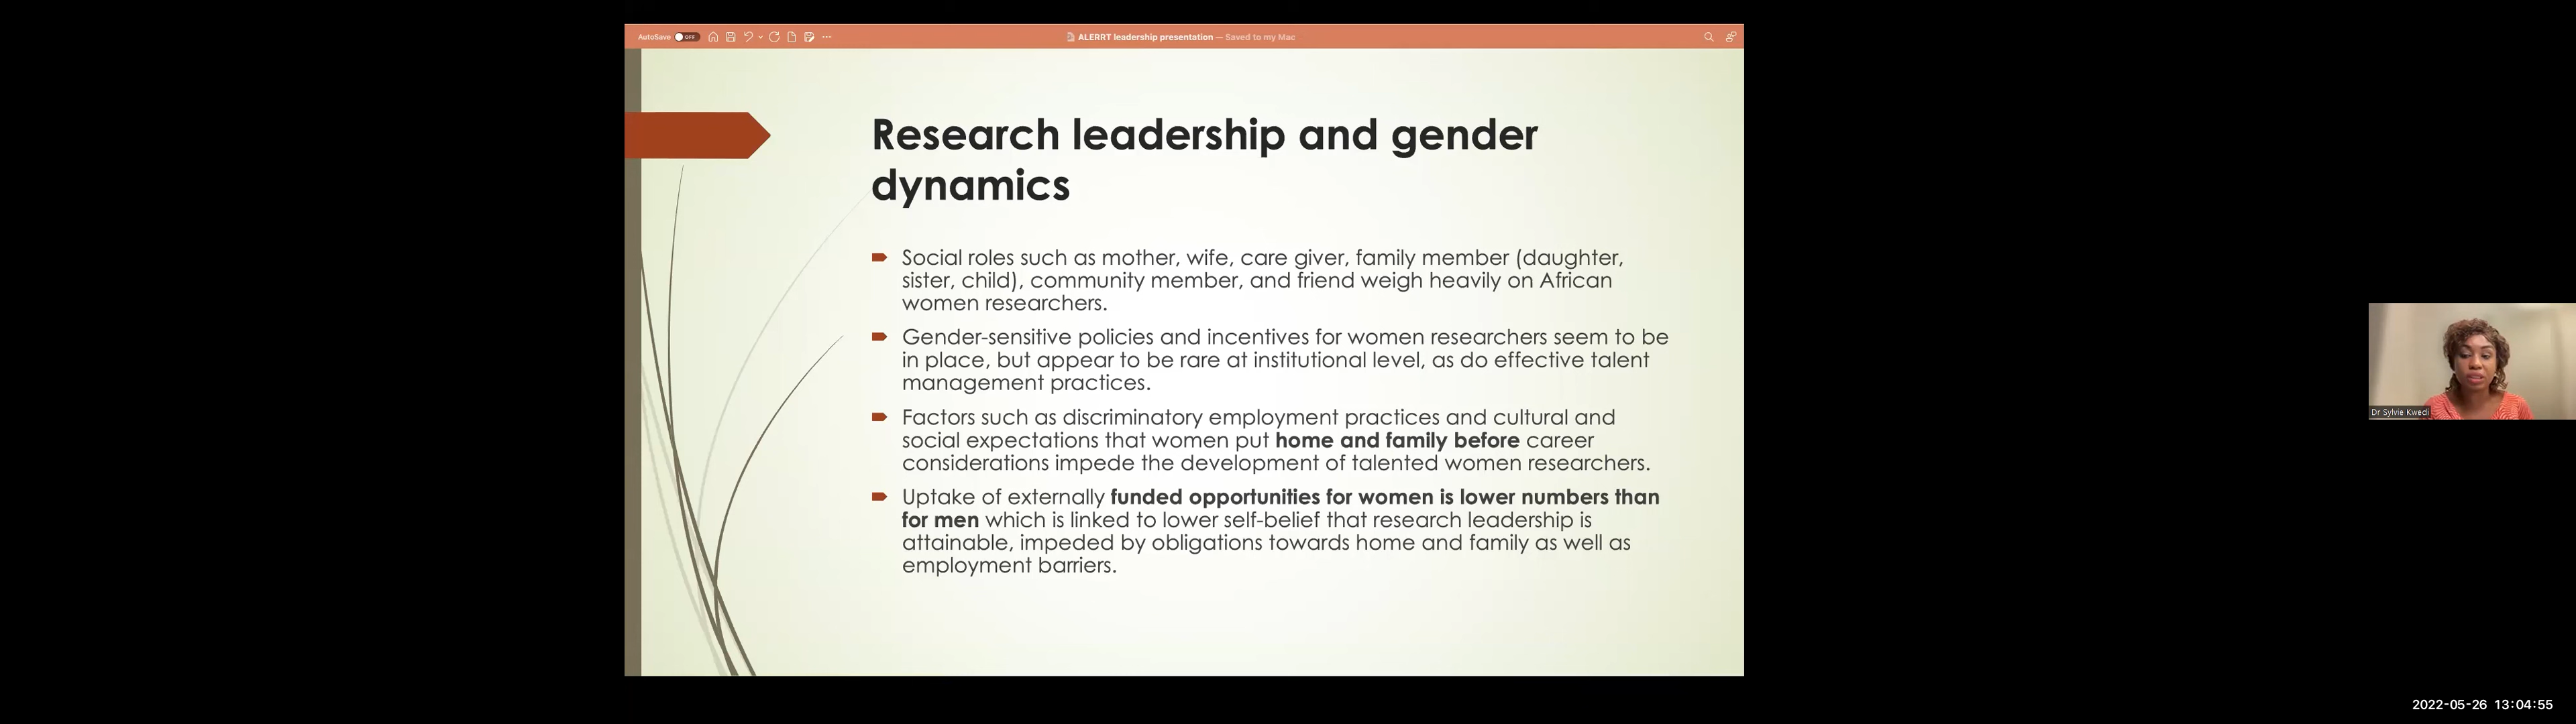 AutoSave OFF
ALERRT leadership presentation — Saved to my Mac
Research leadership and gender
dynamics
Social roles such as mother, wife, care giver, family member (daughter,
sister, child), community member, and friend weigh heavily on African
women researchers.
Gender-sensitive policies and incentives for women researchers seem to be
in place, but appear to be rare at institutional level, as do effective talent
management practices.
Factors such as discriminatory employment practices and cultural and
social expectations that women put home and family before career
considerations impede the development of talented women researchers.
Uptake of externally funded opportunities for women is lower numbers than
for men which is linked to lower self-belief that research leadership is
attainable, impeded by obligations towards home and family as well as
employment barriers.
Dr Sylvie Kwedi
2022-05-26 13:04:55